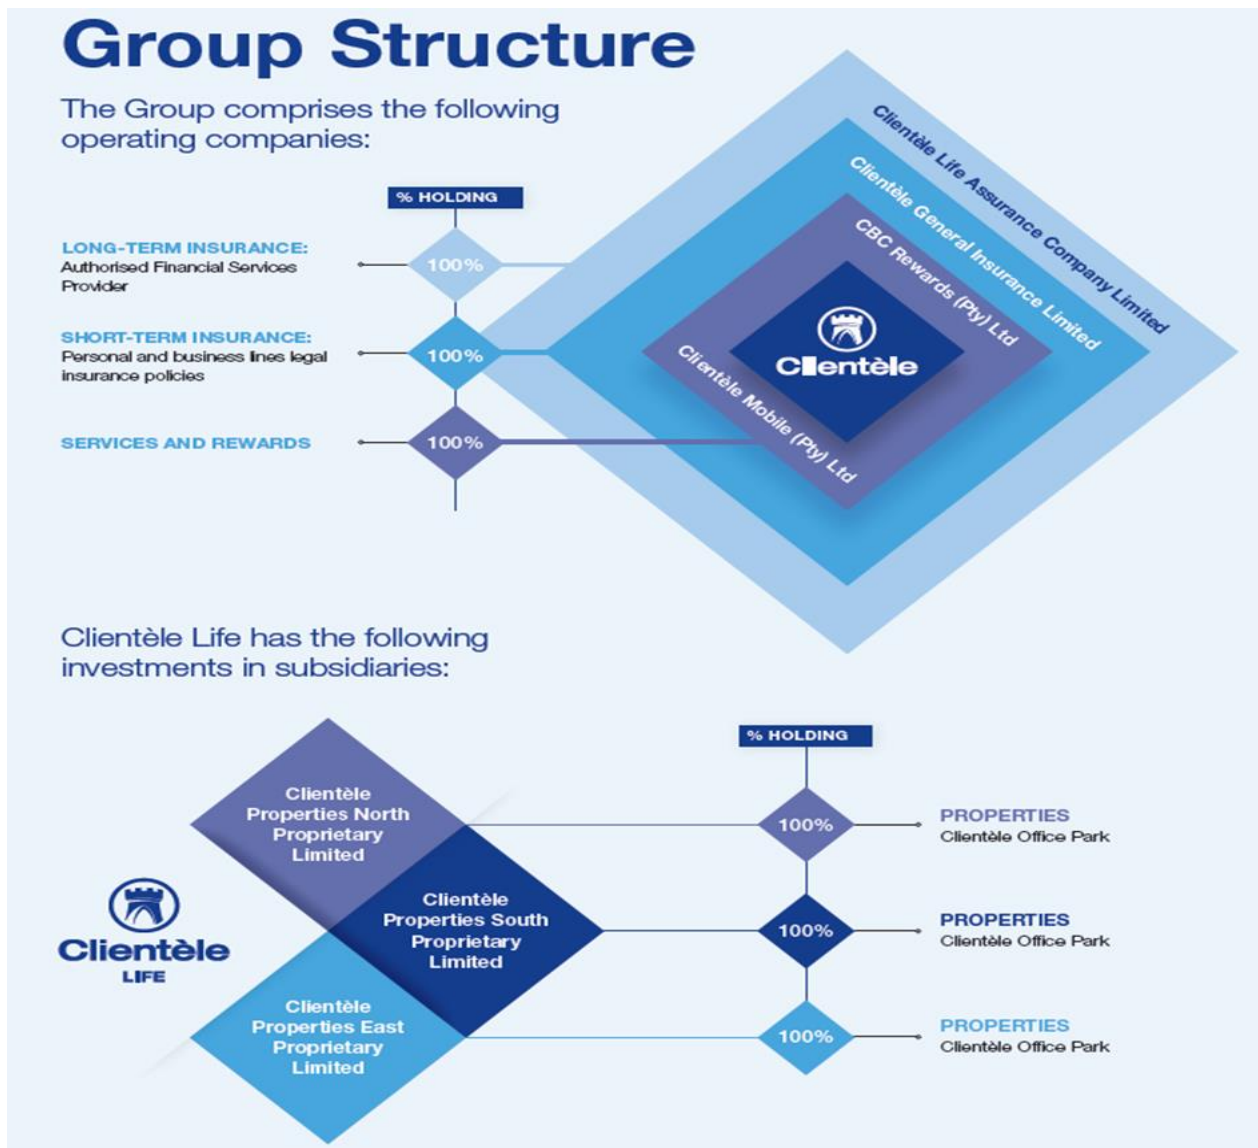 Group Structure
The Group comprises the following
operating companies:
% HOLDING
LONG-TERM INSURANCE:
Authorised Financial Services
Provider
100%
SHORT-TERM INSURANCE:
Personal and business lines legal
insurance policies
100%
SERVICES AND REWARDS
100%
Clientèle Life Assurance Company Limited
Clientèle General Insurance Limited
CBC Rewards (Pty) Ltd
Clientèle
Clientèle Mobile (Pty) Ltd
Clientèle Life has the following
investments in subsidiaries:
% HOLDING
Clientèle
Properties North
Proprietary
Limited
100%
PROPERTIES
Clientèle Office Park
Clientèle
Properties South
Proprietary
Limited
100%
PROPERTIES
Clientèle Office Park
Clientèle
LIFE
Clientèle
Properties East
Proprietary
Limited
100%
PROPERTIES
Clientèle Office Park